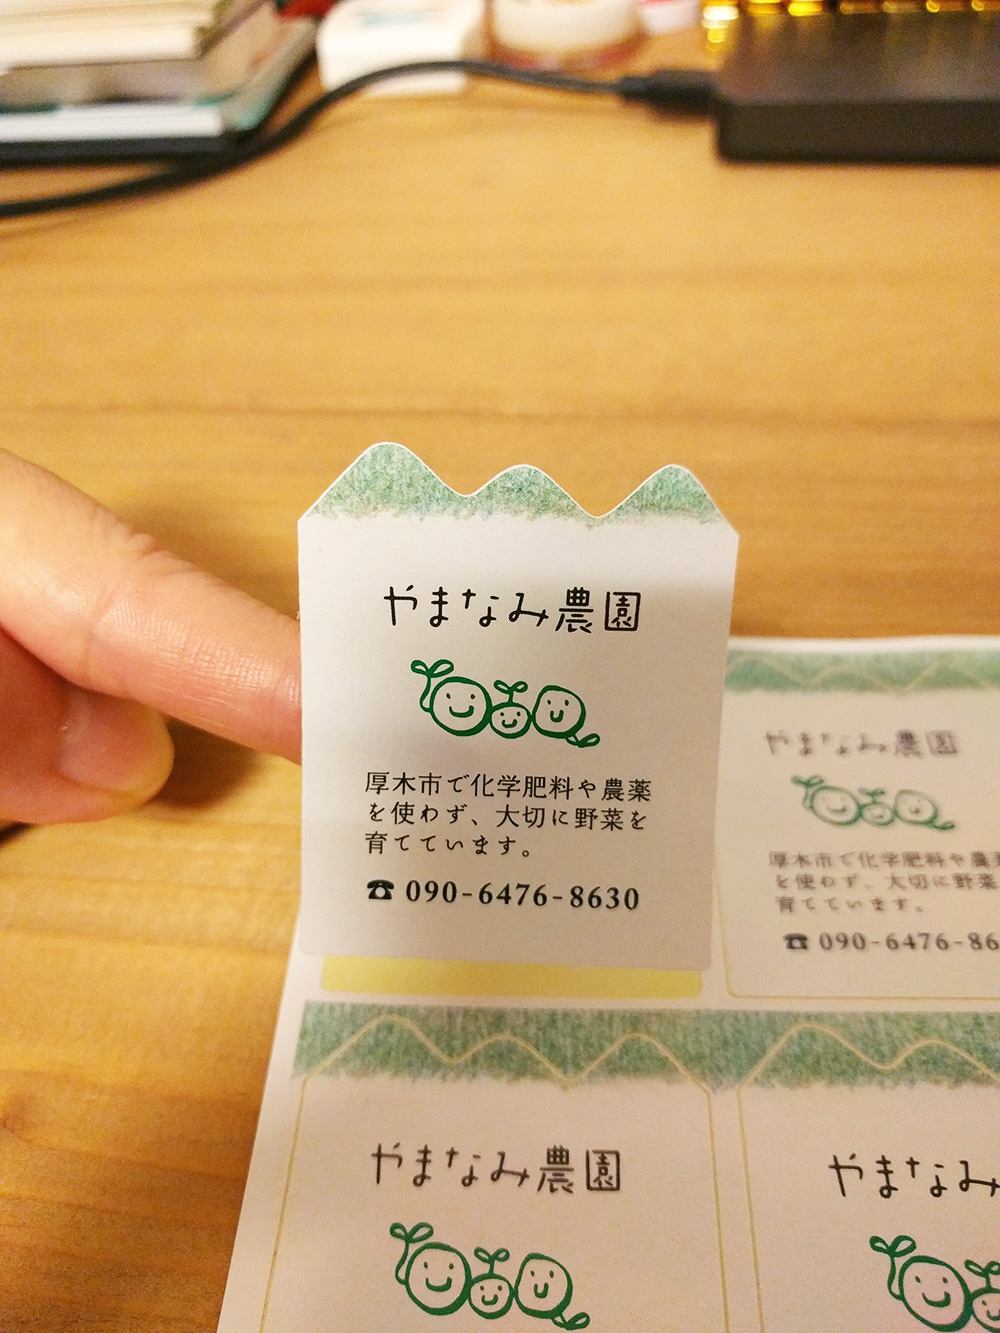 やまなみ農園
厚木市で化学肥料や農薬
を使わず、大切に野菜を
育てています。
☎ 090-6476-8630
やまなみ農園
厚木市で化学肥料や農
を使わず、大切に野菜
育てています。
☎ 090-6476-86
やまなみ農園
やまなみ